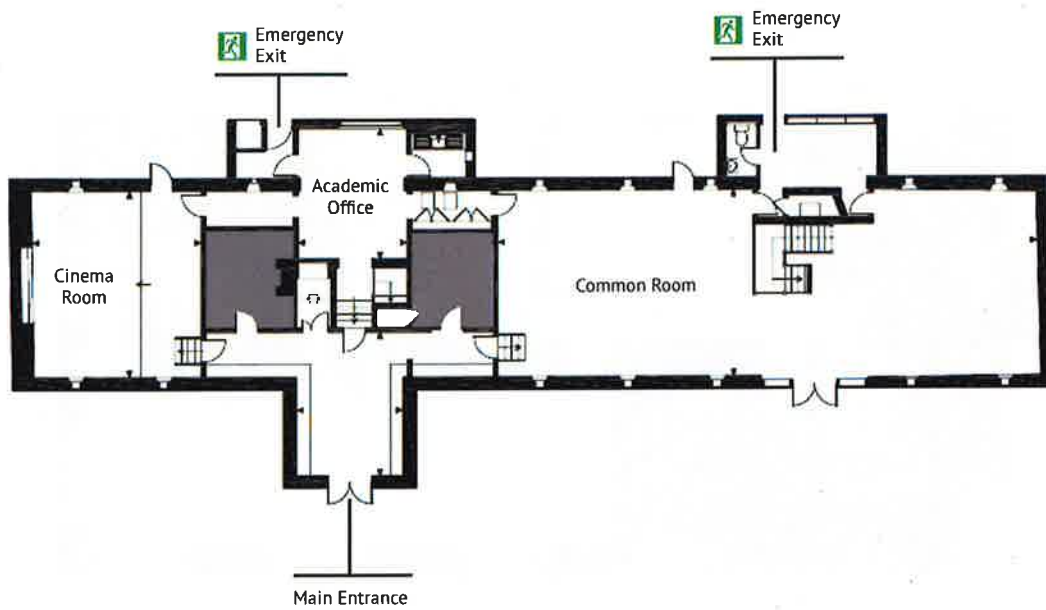 Emergency
Exit
Emergency
Exit
Academic
Office
Cinema
Room
Common Room
Main Entrance